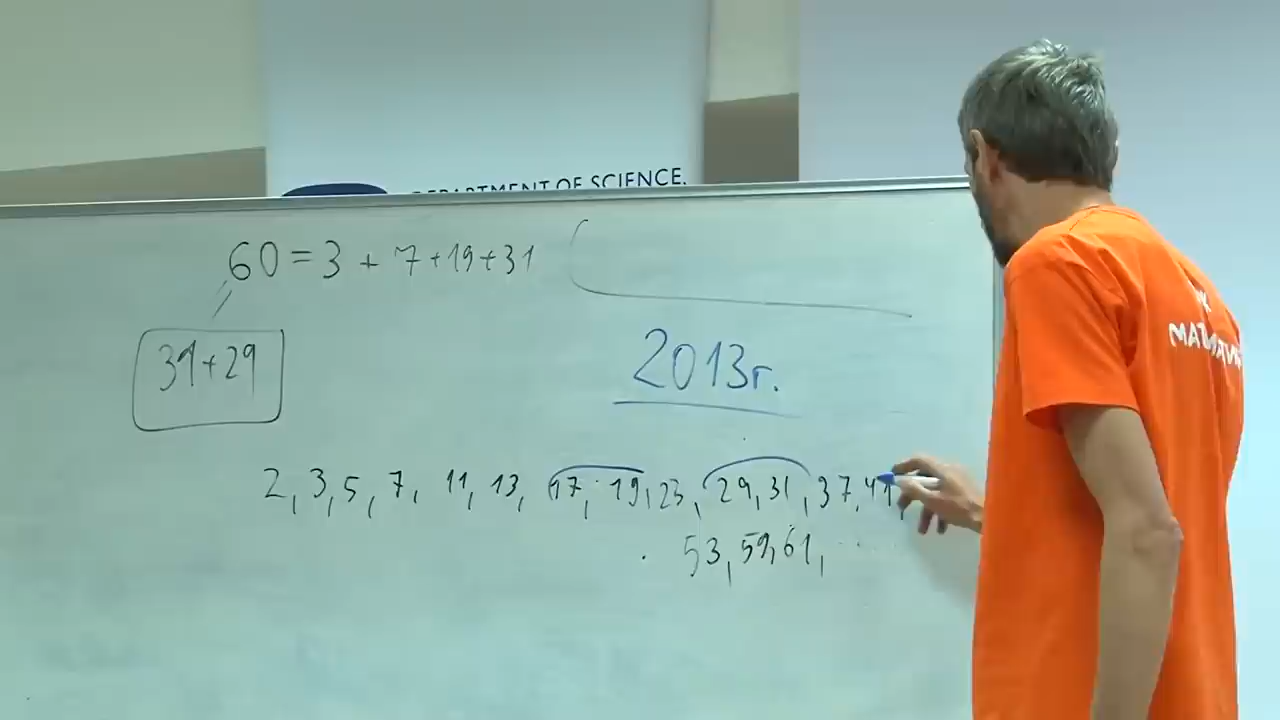 DEPARTMENT OF SCIENCE,
60 = 3 + 7 + 19 + 31
31 + 29
2013г.
2, 3, 5, 7, 11, 13, 17, 19, 23, 29, 31, 37, 41,
53, 59, 61,